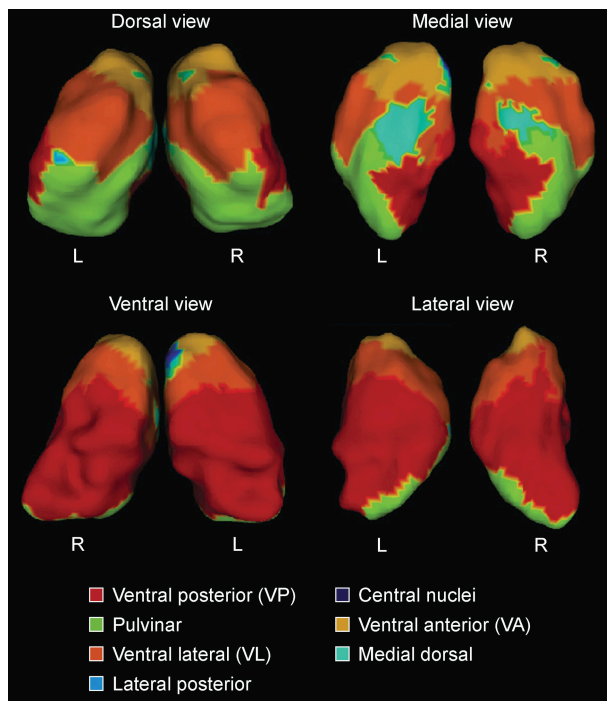 Dorsal view
Medial view
L
R
L
R
Ventral view
Lateral view
R
L
L
R
Ventral posterior (VP)
Pulvinar
Ventral lateral (VL)
Lateral posterior
Central nuclei
Ventral anterior (VA)
Medial dorsal